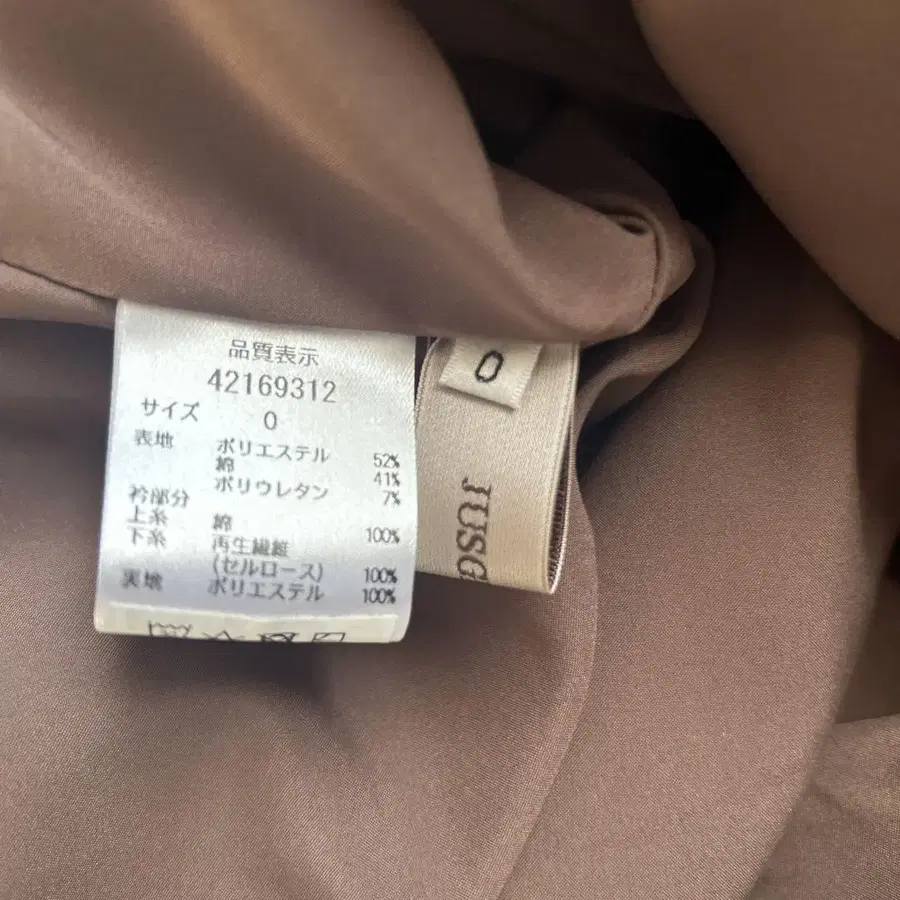 品質表示
42169312
サイズ 0
表地 ポリエステル 52%
綿 41%
ポリウレタン 7%
衿部分
上糸 綿 100%
下糸 再生繊維
(セルロース) 100%
裏地 ポリエステル 100%
0
JUSG